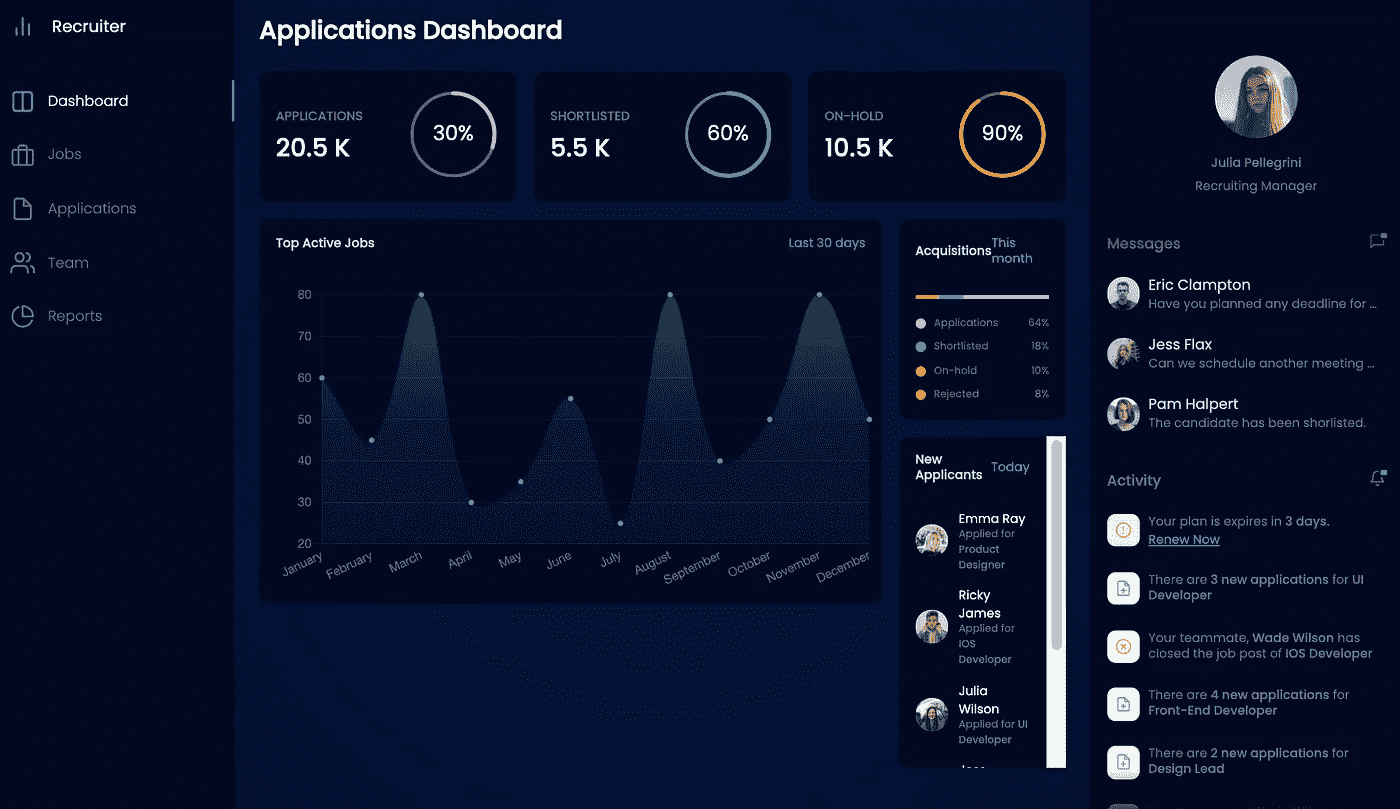 Recruiter
Dashboard
Jobs
Applications
Team
Reports
Applications Dashboard
APPLICATIONS
20.5 K
30%
SHORTLISTED
5.5 K
60%
ON-HOLD
10.5 K
90%
Top Active Jobs
Last 30 days
80
70
60
50
40
30
20
January
February
March
April
May
June
July
August
September
October
November
December
Acquisitions
This
month
Applications 64%
Shortlisted 18%
On-hold 10%
Rejected 8%
New
Applicants
Today
Emma Ray
Applied for
Product
Designer
Ricky
James
Applied for
IOS
Developer
Julia
Wilson
Applied for UI
Developer
Julia Pellegrini
Recruiting Manager
Messages
Eric Clampton
Have you planned any deadline for ...
Jess Flax
Can we schedule another meeting ...
Pam Halpert
The candidate has been shortlisted.
Activity
Your plan is expires in 3 days.
Renew Now
There are 3 new applications for UI
Developer
Your teammate, Wade Wilson has
closed the job post of IOS Developer
There are 4 new applications for
Front-End Developer
There are 2 new applications for
Design Lead